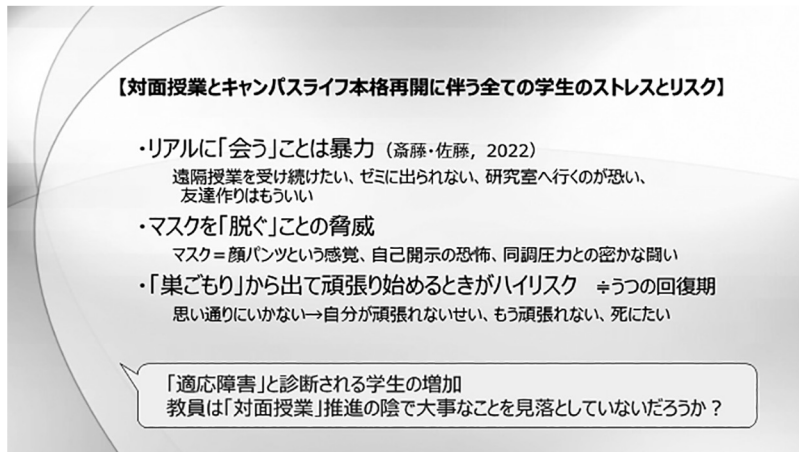 【対面授業とキャンパスライフ本格再開に伴う全ての学生のストレスとリスク】
・リアルに「会う」ことは暴力（斎藤・佐藤，2022）
遠隔授業を受け続けたい、ゼミに出られない、研究室へ行くのが恐い、
友達作りはもういい
・マスクを「脱ぐ」ことの脅威
マスク＝顔パンツという感覚、自己開示の恐怖、同調圧力との密かな闘い
・「巣ごもり」から出て頑張り始めるときがハイリスク　≑うつの回復期
思い通りにいかない→自分が頑張れないせい、もう頑張れない、死にたい
「適応障害」と診断される学生の増加
教員は「対面授業」推進の陰で大事なことを見落としていないだろうか？